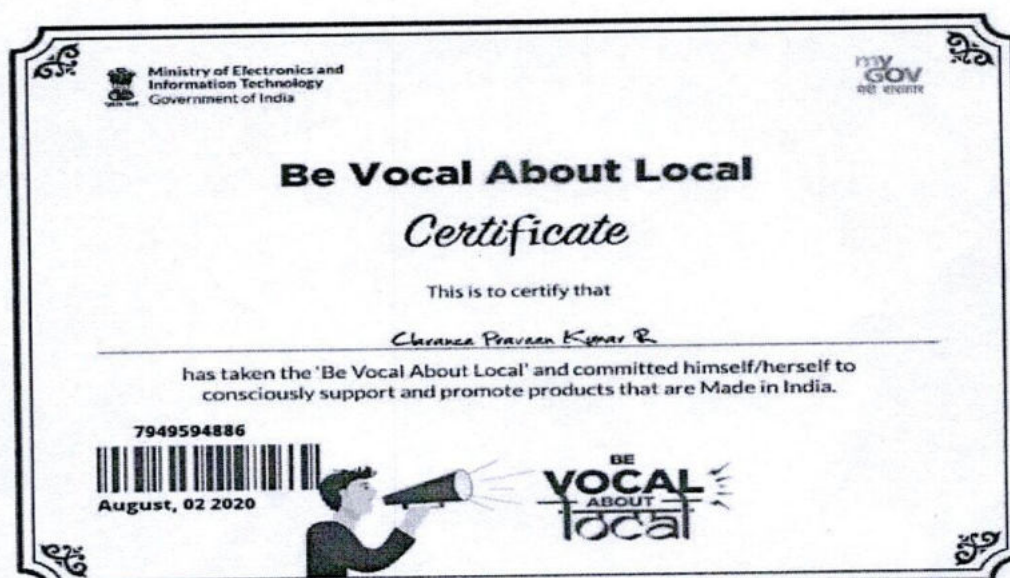 Ministry of Electronics and
Information Technology
Government of India
my
GOV
मेरी सरकार
Be Vocal About Local
Certificate
This is to certify that
Clarance Praveen Kumar R
has taken the 'Be Vocal About Local' and committed himself/herself to
consciously support and promote products that are Made in India.
7949594886
August, 02 2020
BE
VOCAL
ABOUT
local